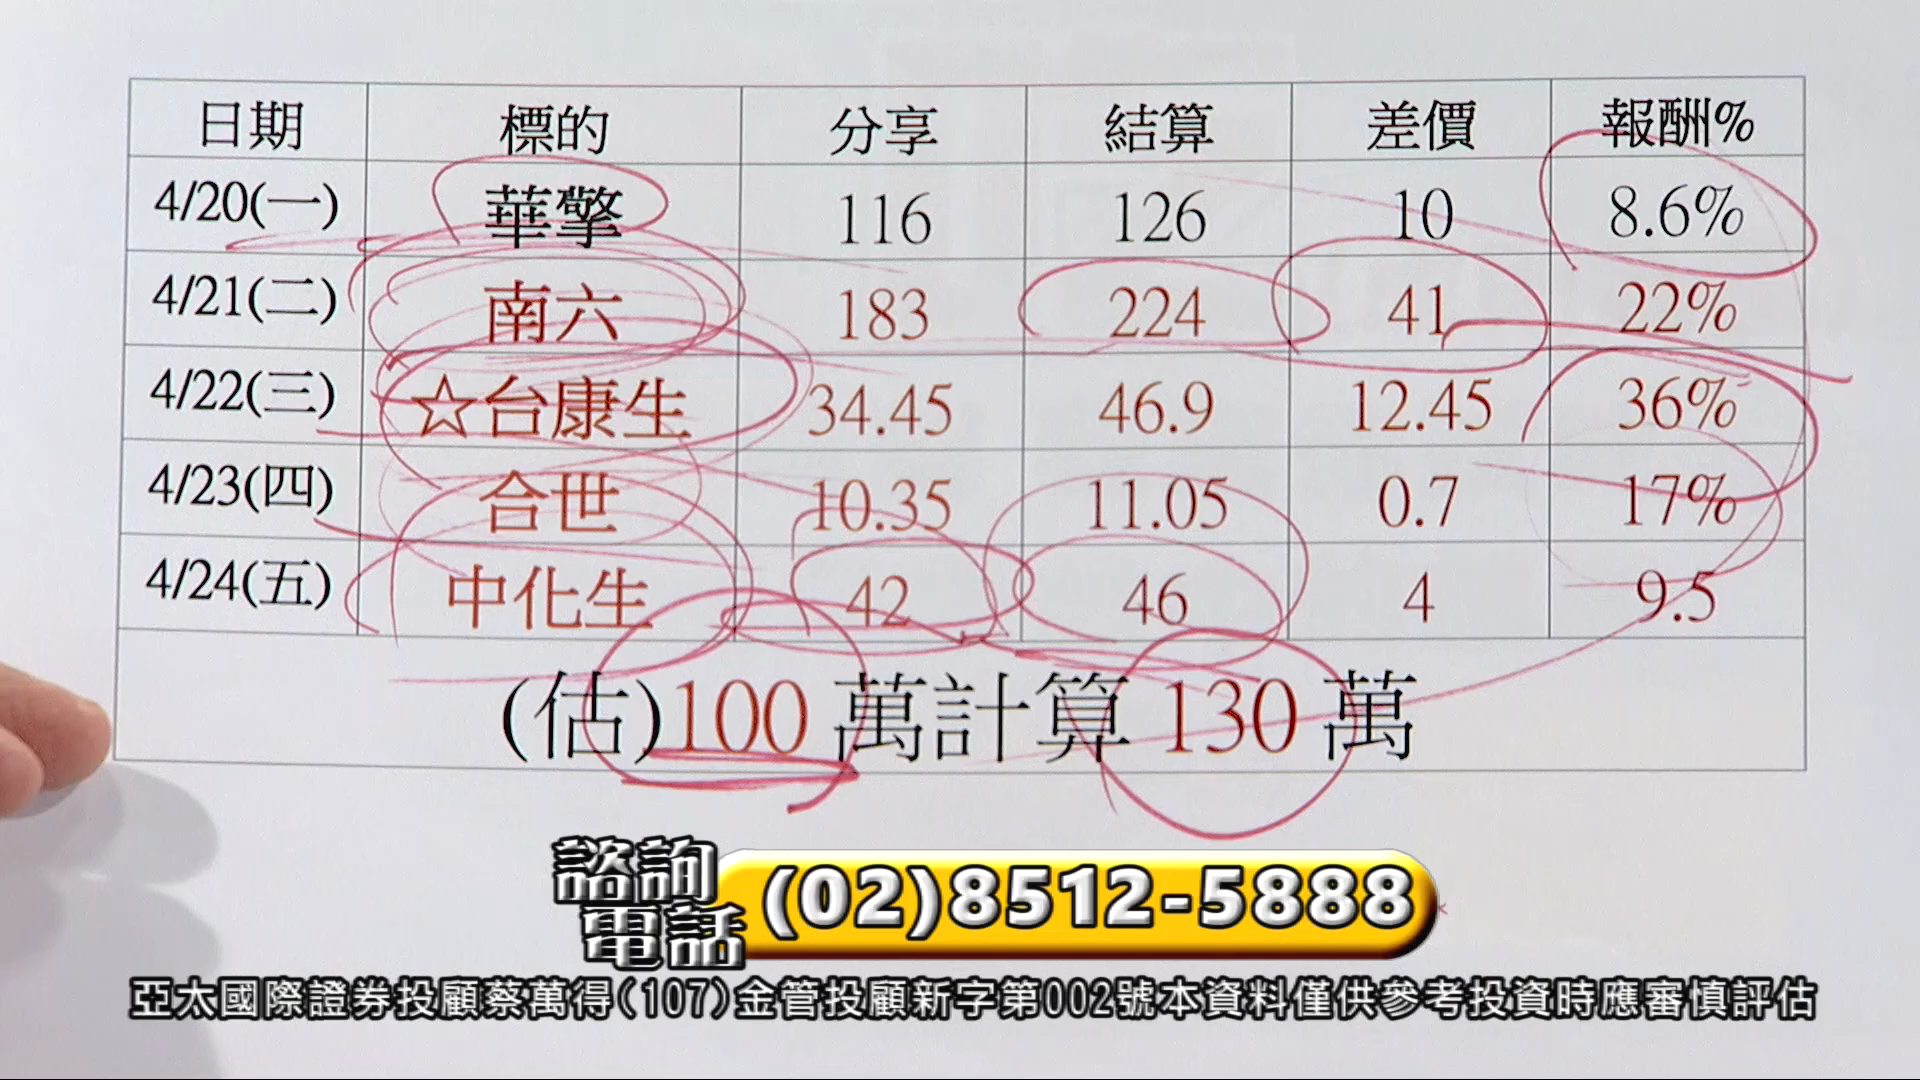 日期 標的 分享 結算 差價 報酬%
4/20(一) 華擎 116 126 10 8.6%
4/21(二) 南六 183 224 41 22%
4/22(三) ☆台康生 34.45 46.9 12.45 36%
4/23(四) 合世 10.35 11.05 0.7 17%
4/24(五) 中化生 42 46 4 9.5
(估)100萬計算130萬
諮詢
電話
(02)8512-5888
亞太國際證券投顧蔡萬得(107)金管投顧新字第002號本資料僅供參考投資時應審慎評估